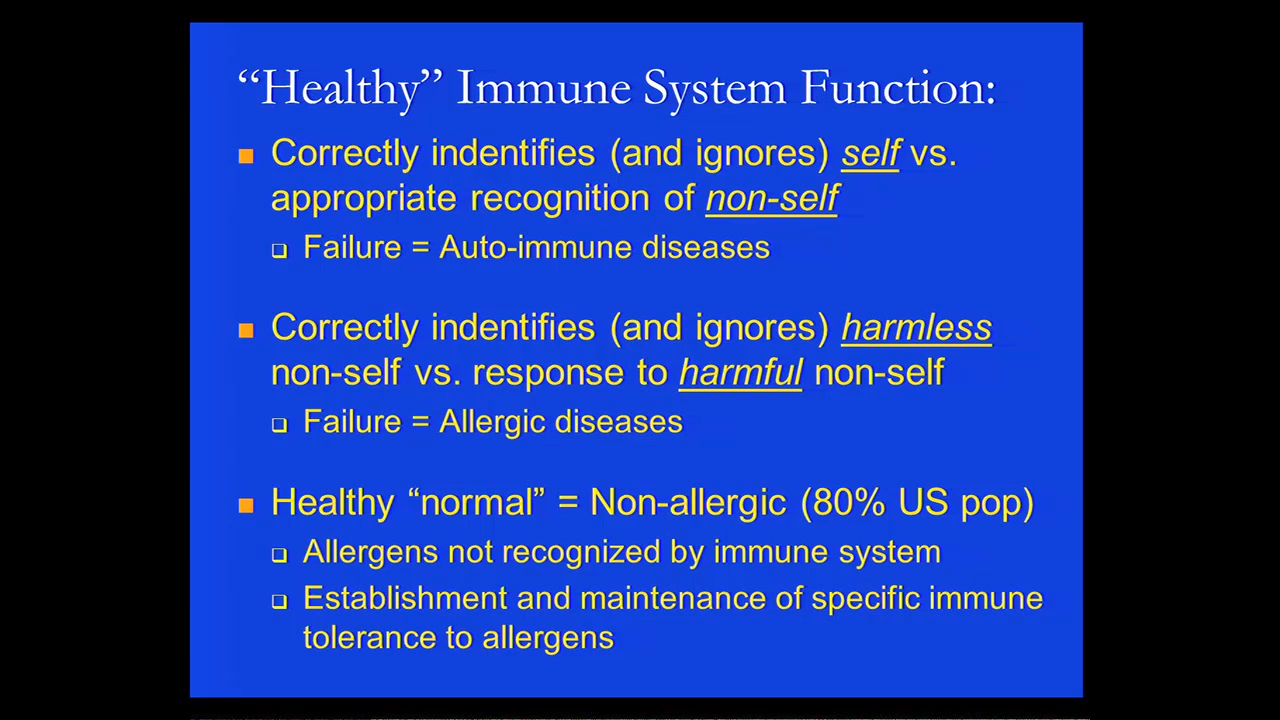 “Healthy” Immune System Function:
Correctly indentifies (and ignores) self vs.
appropriate recognition of non-self
Failure = Auto-immune diseases
Correctly indentifies (and ignores) harmless
non-self vs. response to harmful non-self
Failure = Allergic diseases
Healthy “normal” = Non-allergic (80% US pop)
Allergens not recognized by immune system
Establishment and maintenance of specific immune
tolerance to allergens